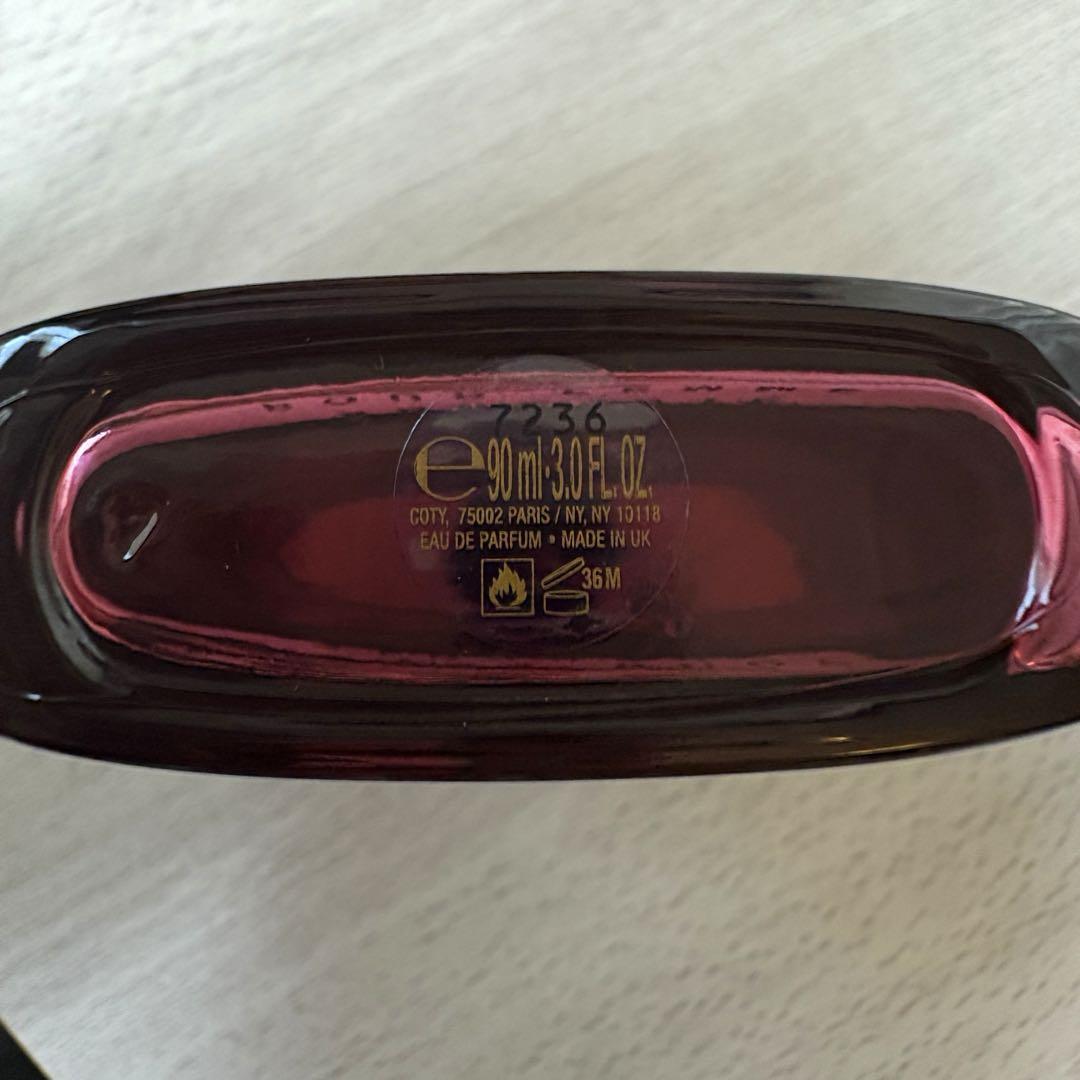 7236
e 90 ml·3.0 FL. OZ.
COTY, 75002 PARIS / NY, NY 10118
EAU DE PARFUM • MADE IN UK
36M